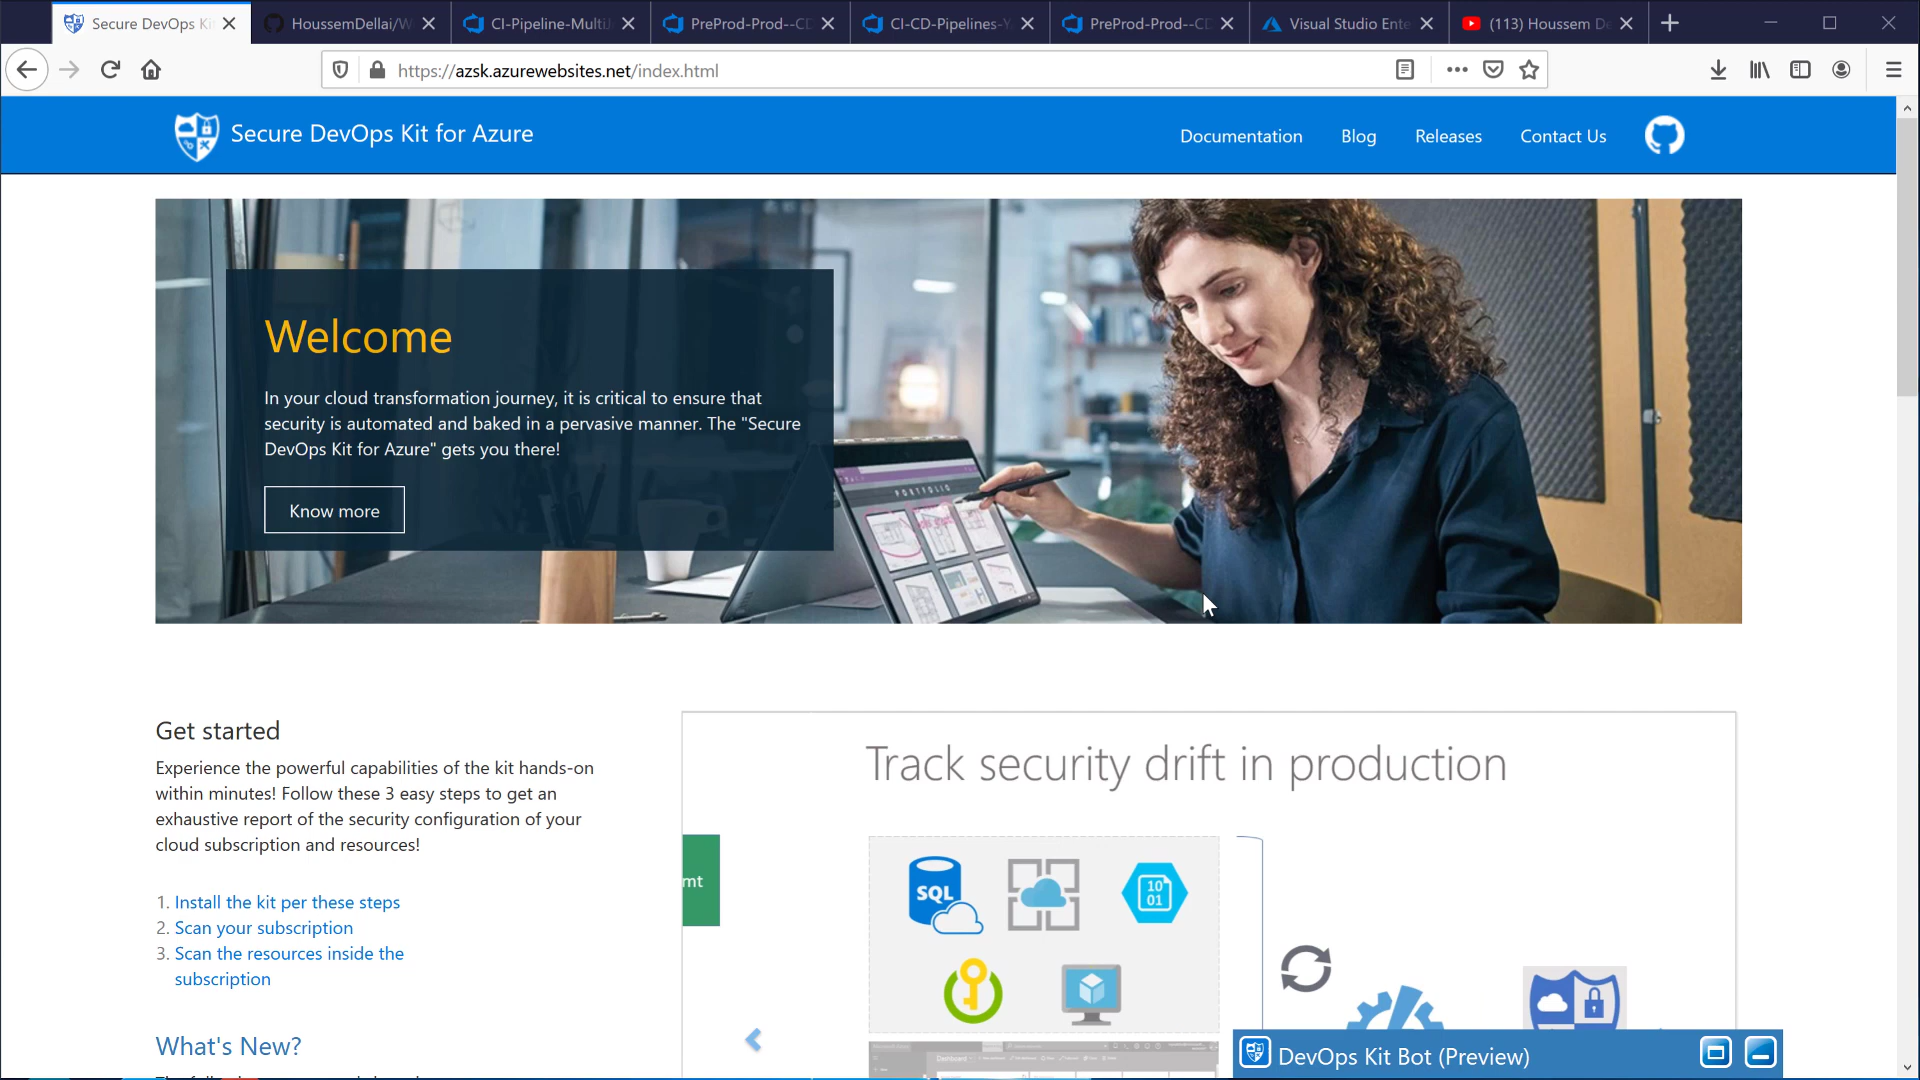 Secure DevOps Ki
HoussemDellai/W
CI-Pipeline-MultiJ
PreProd-Prod--CD
CI-CD-Pipelines-Y
PreProd-Prod--CD
Visual Studio Ente
(113) Houssem De
https://azsk.azurewebsites.net/index.html
Secure DevOps Kit for Azure
Documentation
Blog
Releases
Contact Us
Welcome
In your cloud transformation journey, it is critical to ensure that
security is automated and baked in a pervasive manner. The "Secure
DevOps Kit for Azure" gets you there!
Know more
PORTFOLIO
Get started
Experience the powerful capabilities of the kit hands-on
within minutes! Follow these 3 easy steps to get an
exhaustive report of the security configuration of your
cloud subscription and resources!
1. Install the kit per these steps
2. Scan your subscription
3. Scan the resources inside the
subscription
What's New?
Track security drift in production
mt
SQL
10
01
Dashboard
DevOps Kit Bot (Preview)